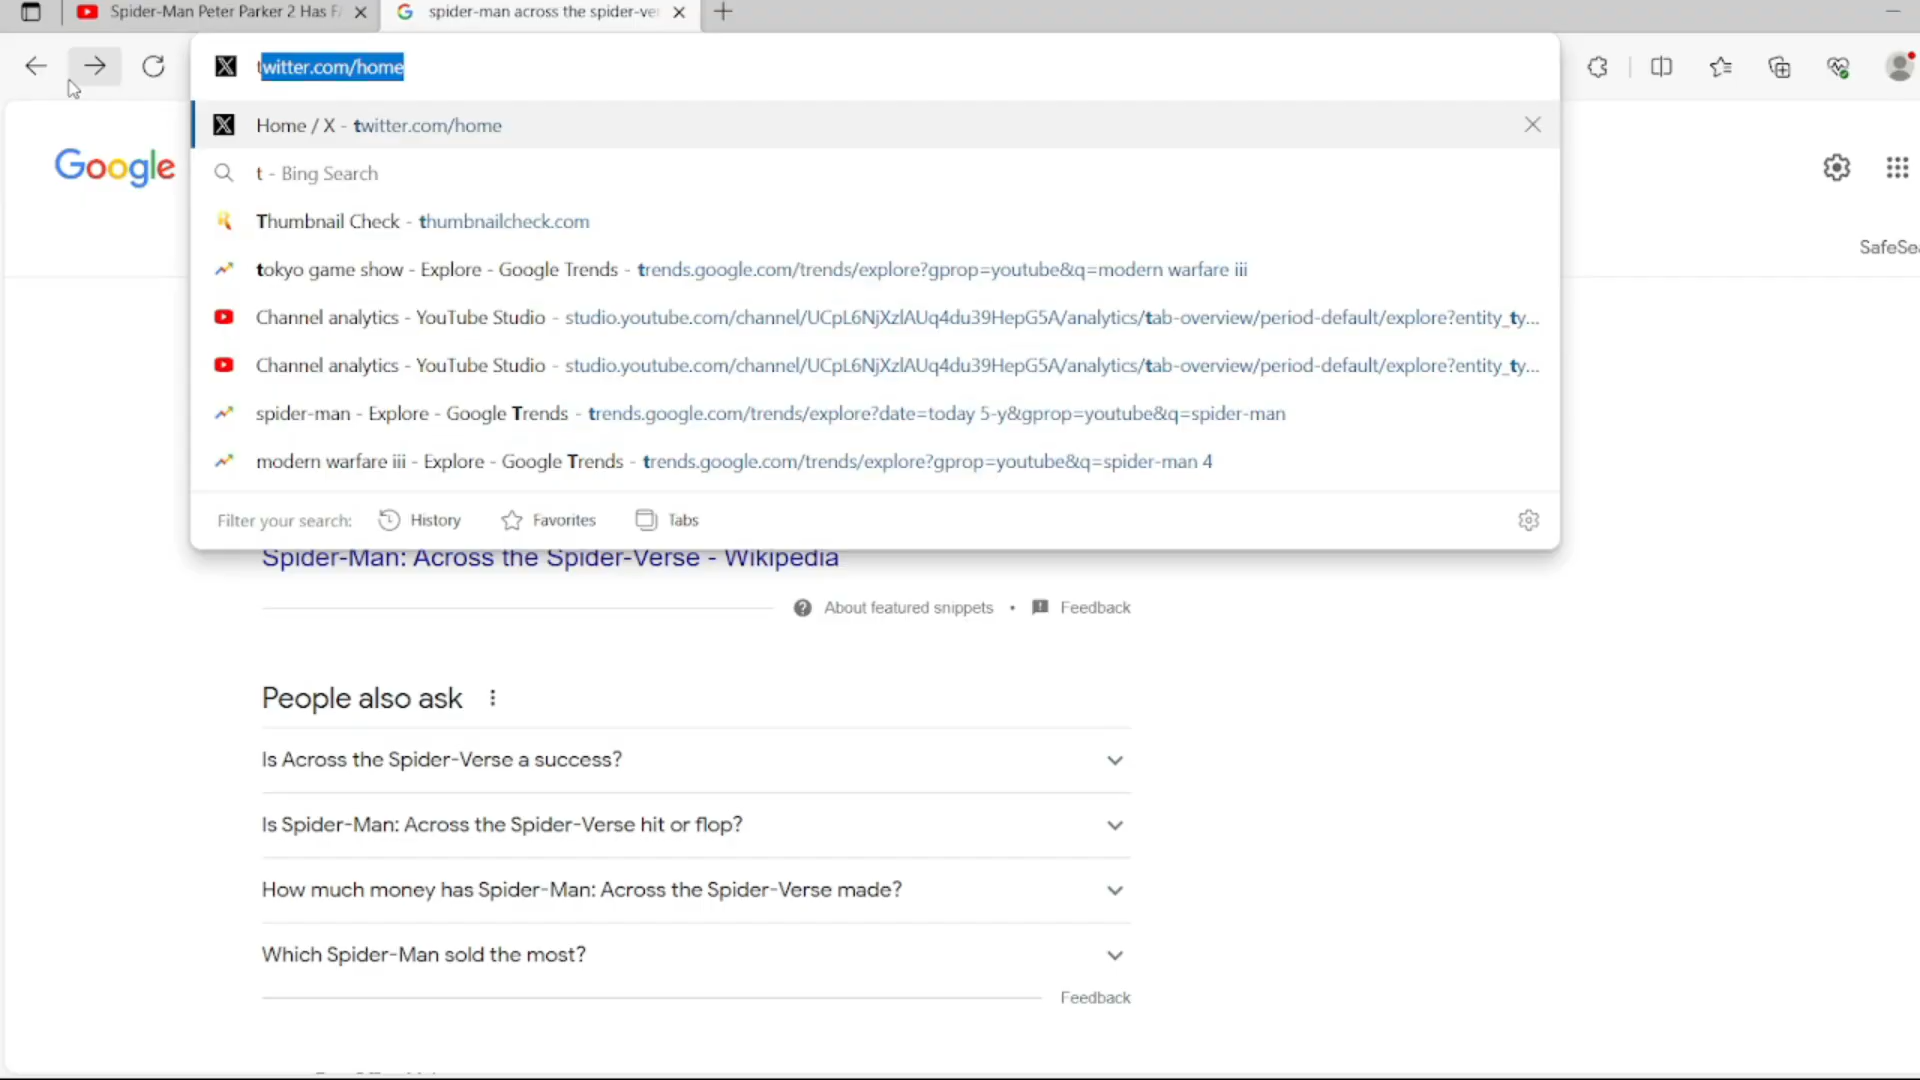 Spider-Man Peter Parker 2 Has F
spider-man across the spider-ve
twitter.com/home
Home / X - twitter.com/home
t - Bing Search
Thumbnail Check - thumbnailcheck.com
tokyo game show - Explore - Google Trends - trends.google.com/trends/explore?gprop=youtube&q=modern warfare iii
Channel analytics - YouTube Studio - studio.youtube.com/channel/UCpL6NjXzlAUq4du39HepG5A/analytics/tab-overview/period-default/explore?entity_ty...
Channel analytics - YouTube Studio - studio.youtube.com/channel/UCpL6NjXzlAUq4du39HepG5A/analytics/tab-overview/period-default/explore?entity_ty...
spider-man - Explore - Google Trends - trends.google.com/trends/explore?date=today 5-y&gprop=youtube&q=spider-man
modern warfare iii - Explore - Google Trends - trends.google.com/trends/explore?gprop=youtube&q=spider-man 4
Filter your search: History Favorites Tabs
Google
SafeSea
Spider-Man: Across the Spider-Verse - Wikipedia
About featured snippets • Feedback
People also ask
Is Across the Spider-Verse a success?
Is Spider-Man: Across the Spider-Verse hit or flop?
How much money has Spider-Man: Across the Spider-Verse made?
Which Spider-Man sold the most?
Feedback